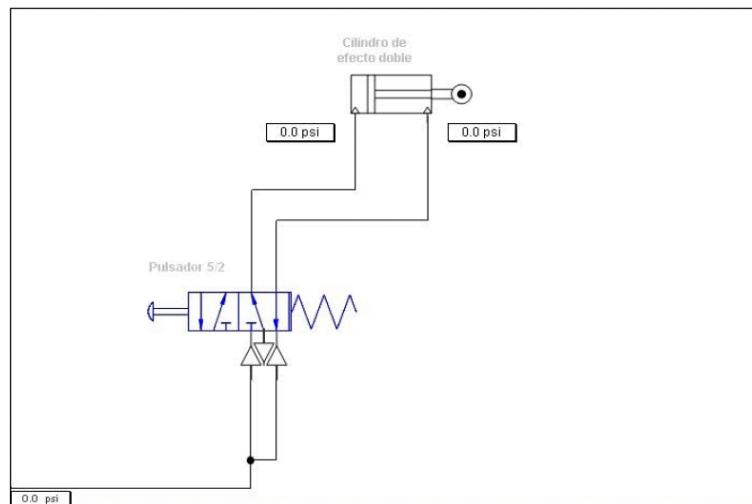 Cilindro de
efecto doble
0.0 psi
0.0 psi
Pulsador 5/2
0.0 psi